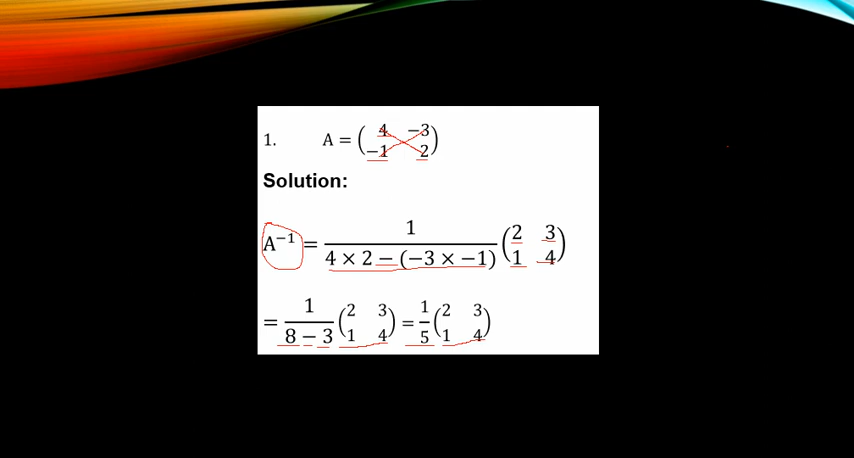 1. A = ( 4 −3
−1 2 )
Solution:
A⁻¹ = 1 / (4 × 2 − (−3 × −1)) ( 2 3
1 4 )
= 1 / (8 − 3) ( 2 3
1 4 ) = 1/5 ( 2 3
1 4 )